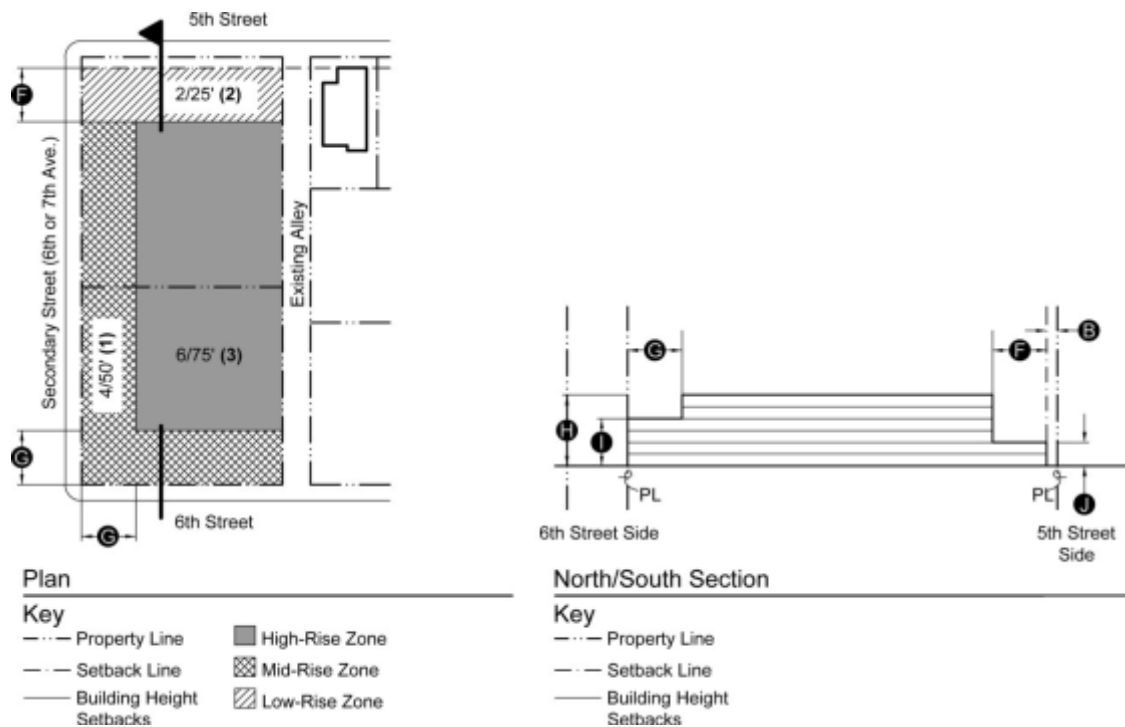 5th Street
F
2/25' (2)
Secondary Street (6th or 7th Ave.)
Existing Alley
4/50' (1)
6/75' (3)
G
6th Street
G
Plan
Key
Property Line
Setback Line
Building Height
Setbacks
High-Rise Zone
Mid-Rise Zone
Low-Rise Zone
B
G
F
H
I
J
PL
PL
6th Street Side
5th Street
Side
North/South Section
Key
Property Line
Setback Line
Building Height
Setbacks